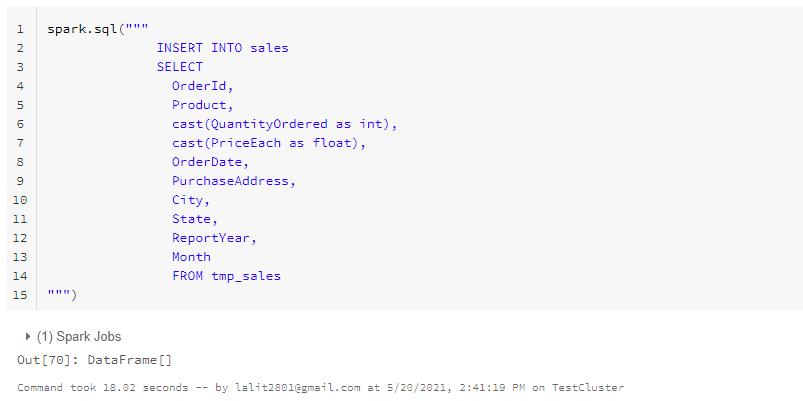 1 spark.sql("""
2 INSERT INTO sales
3 SELECT
4 OrderId,
5 Product,
6 cast(QuantityOrdered as int),
7 cast(PriceEach as float),
8 OrderDate,
9 PurchaseAddress,
10 City,
11 State,
12 ReportYear,
13 Month
14 FROM tmp_sales
15 """)
(1) Spark Jobs
Out[70]: DataFrame[]
Command took 18.02 seconds -- by lalit2801@gmail.com at 5/20/2021, 2:41:19 PM on TestCluster